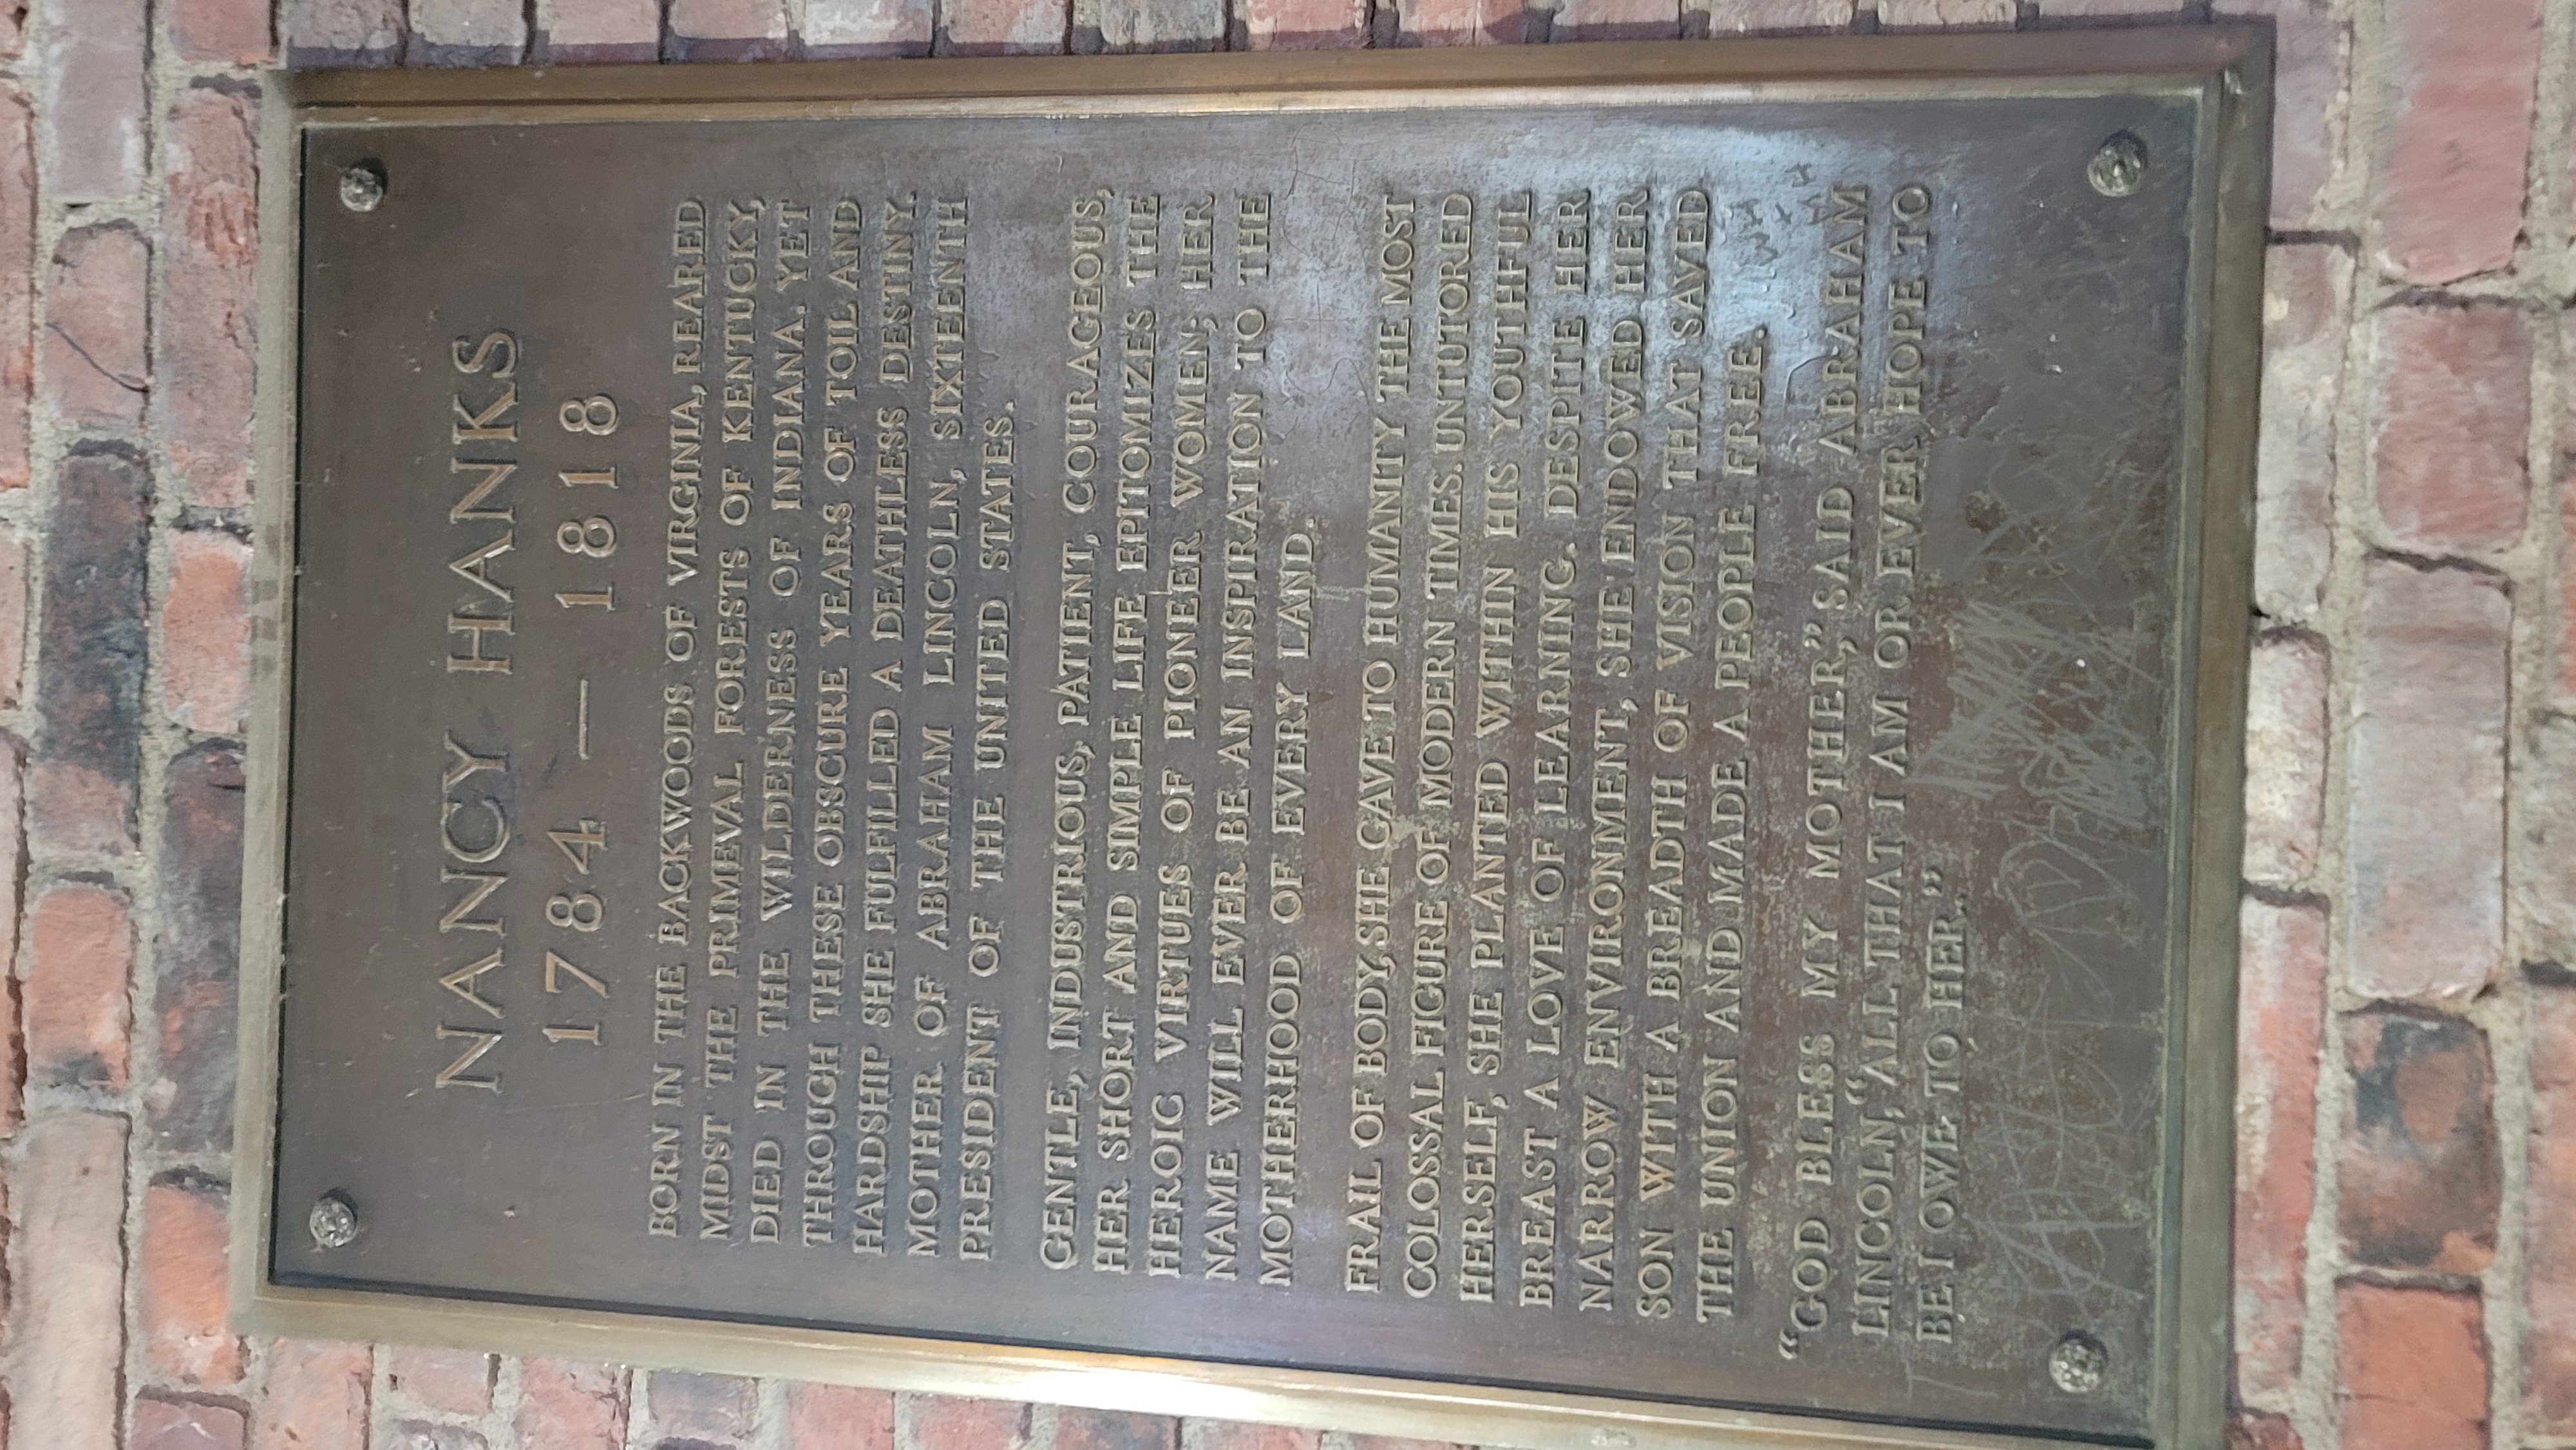 NANCY HANKS
1784 — 1818
BORN IN THE BACKWOODS OF VIRGINIA, REARED
MIDST THE PRIMEVAL FORESTS OF KENTUCKY,
DIED IN THE WILDERNESS OF INDIANA. YET
THROUGH THESE OBSCURE YEARS OF TOIL AND
HARDSHIP SHE FULFILLED A DEATHLESS DESTINY.
MOTHER OF ABRAHAM LINCOLN, SIXTEENTH
PRESIDENT OF THE UNITED STATES.
GENTLE, INDUSTRIOUS, PATIENT, COURAGEOUS,
HER SHORT AND SIMPLE LIFE EPITOMIZES THE
HEROIC VIRTUES OF PIONEER WOMEN; HER
NAME WILL EVER BE AN INSPIRATION TO THE
MOTHERHOOD OF EVERY LAND.
FRAIL OF BODY, SHE GAVE TO HUMANITY THE MOST
COLOSSAL FIGURE OF MODERN TIMES. UNTUTORED
HERSELF, SHE PLANTED WITHIN HIS YOUTHFUL
BREAST A LOVE OF LEARNING. DESPITE HER
NARROW ENVIRONMENT, SHE ENDOWED HER
SON WITH A BREADTH OF VISION THAT SAVED
THE UNION AND MADE A PEOPLE FREE.
“GOD BLESS MY MOTHER,” SAID ABRAHAM
LINCOLN; “ALL THAT I AM OR EVER HOPE TO
BE I OWE TO HER.”